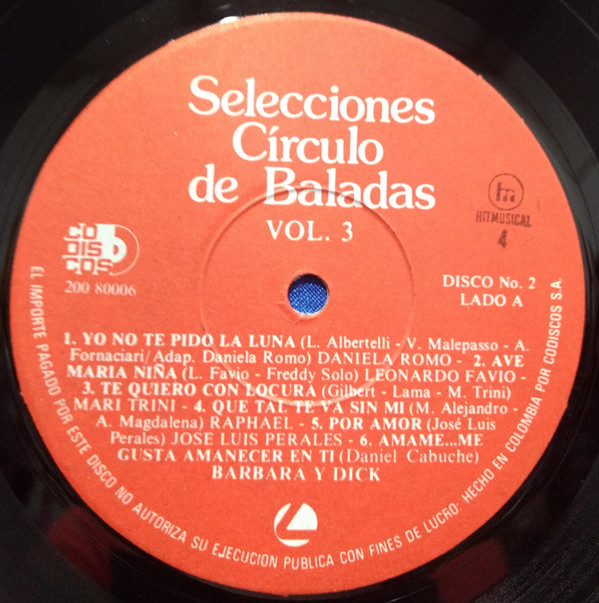 Selecciones
Círculo
de Baladas
VOL. 3
HITMUSICAL
4
CO
DIS
COS
200 80006
DISCO No. 2
LADO A
1. YO NO TE PIDO LA LUNA (L. Albertelli - V. Malepasso - A.
Fornaciari/Adap. Daniela Romo) DANIELA ROMO - 2. AVE
MARIA NIÑA (L. Favio - Freddy Solo) LEONARDO FAVIO -
- 3. TE QUIERO CON LOCURA (Gilbert - Lama - M. Trini)
MARI TRINI - 4. QUE TAL TE VA SIN MI (M. Alejandro -
A. Magdalena) RAPHAEL - 5. POR AMOR (José Luis
Perales) JOSE LUIS PERALES - 6. AMAME...ME
GUSTA AMANECER EN TI (Daniel Cabuche)
BARBARA Y DICK
EL IMPORTE PAGADO POR ESTE DISCO NO AUTORIZA SU EJECUCION PUBLICA CON FINES DE LUCRO - HECHO EN COLOMBIA POR CODISCOS S.A.